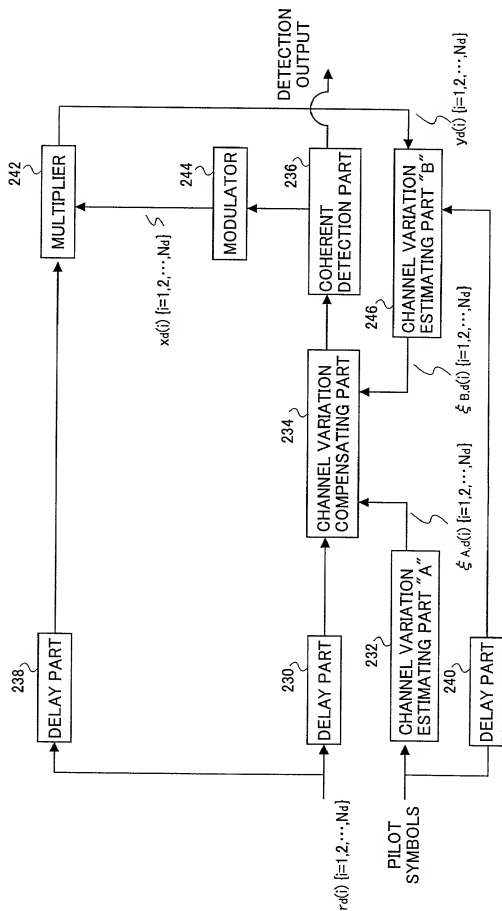 238
DELAY PART
242
MULTIPLIER
xd(i) {i=1,2,⋯,Nd}
244
MODULATOR
DETECTION
OUTPUT
rd(i) {i=1,2,⋯,Nd}
230
DELAY PART
234
CHANNEL VARIATION
COMPENSATING PART
236
COHERENT
DETECTION PART
yd(i) {i=1,2,⋯,Nd}
PILOT
SYMBOLS
232
CHANNEL VARIATION
ESTIMATING PART "A"
ξA,d(i) {i=1,2,⋯,Nd}
246
CHANNEL VARIATION
ESTIMATING PART "B"
ξB,d(i) {i=1,2,⋯,Nd}
240
DELAY PART